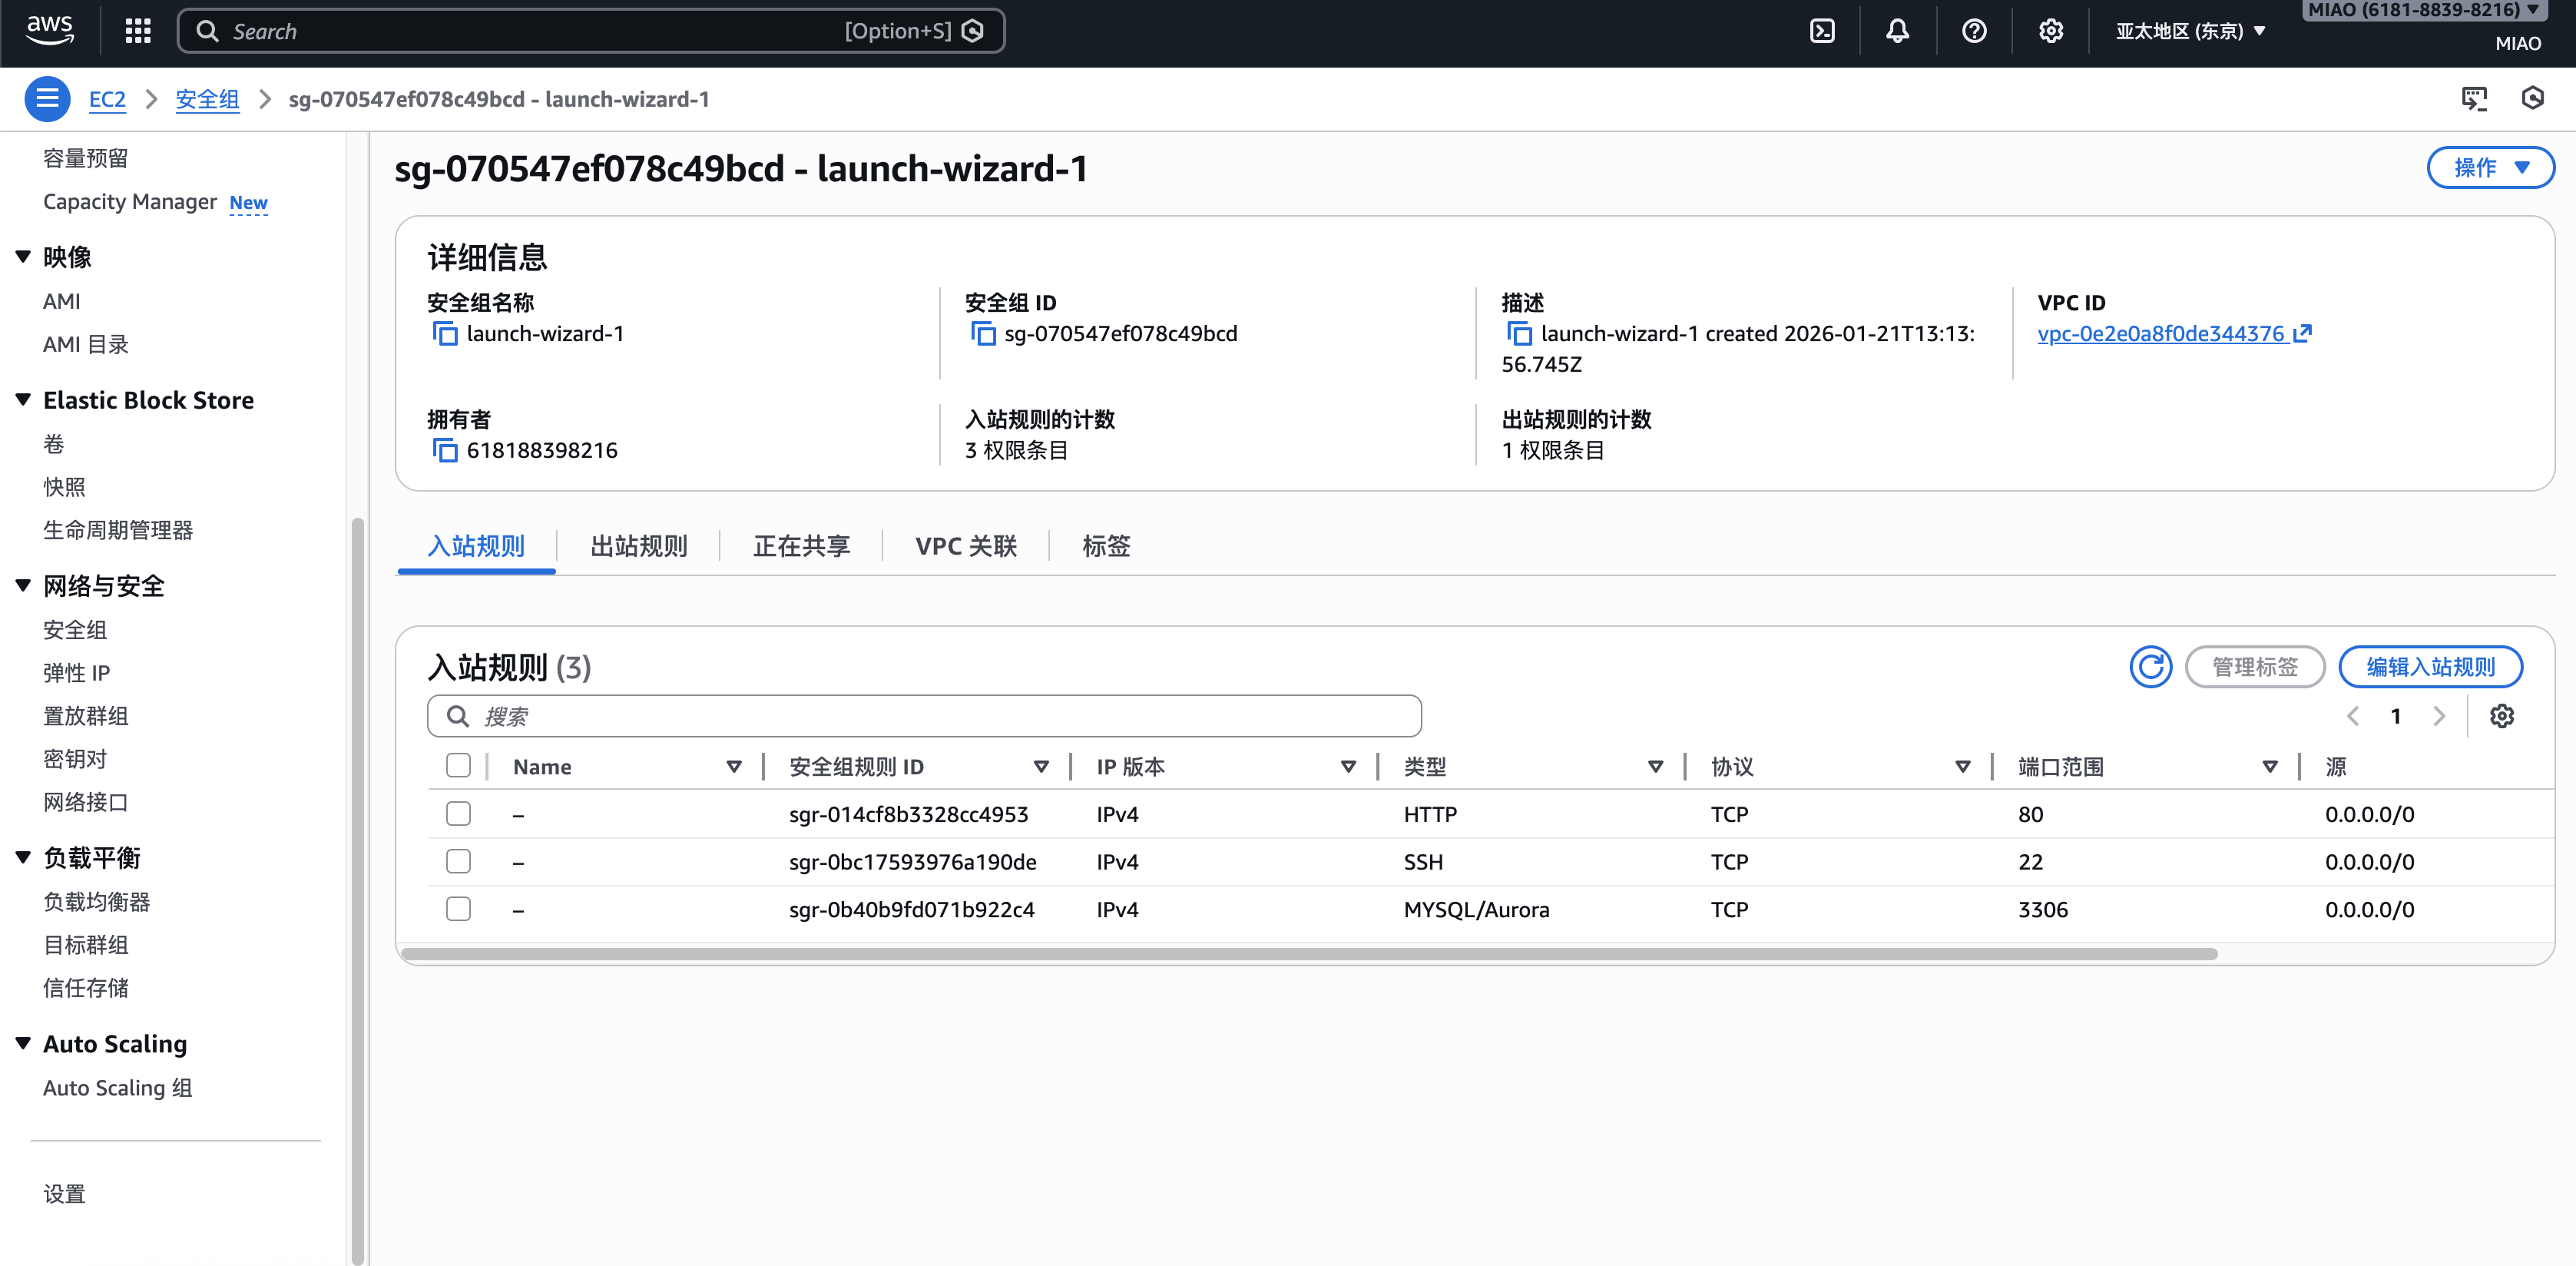 aws
Search [Option+S]
亚太地区 (东京)
MIAO (6181-8839-8216)
MIAO
EC2 安全组 sg-070547ef078c49bcd - launch-wizard-1
容量预留
Capacity Manager New
映像
AMI
AMI 目录
Elastic Block Store
卷
快照
生命周期管理器
网络与安全
安全组
弹性 IP
置放群组
密钥对
网络接口
负载平衡
负载均衡器
目标群组
信任存储
Auto Scaling
Auto Scaling 组
设置
sg-070547ef078c49bcd - launch-wizard-1
操作
详细信息
安全组名称
launch-wizard-1
安全组 ID
sg-070547ef078c49bcd
描述
launch-wizard-1 created 2026-01-21T13:13:
56.745Z
VPC ID
vpc-0e2e0a8f0de344376
拥有者
618188398216
入站规则的计数
3 权限条目
出站规则的计数
1 权限条目
入站规则 出站规则 正在共享 VPC 关联 标签
入站规则 (3)
管理标签 编辑入站规则
搜索
1
Name 安全组规则 ID IP 版本 类型 协议 端口范围 源
– sgr-014cf8b3328cc4953 IPv4 HTTP TCP 80 0.0.0.0/0
– sgr-0bc17593976a190de IPv4 SSH TCP 22 0.0.0.0/0
– sgr-0b40b9fd071b922c4 IPv4 MYSQL/Aurora TCP 3306 0.0.0.0/0